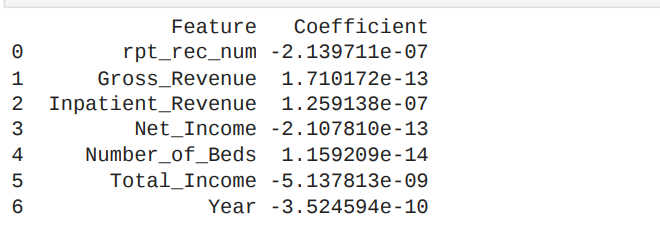 Feature Coefficient
0 rpt_rec_num -2.139711e-07
1 Gross_Revenue 1.710172e-13
2 Inpatient_Revenue 1.259138e-07
3 Net_Income -2.107810e-13
4 Number_of_Beds 1.159209e-14
5 Total_Income -5.137813e-09
6 Year -3.524594e-10